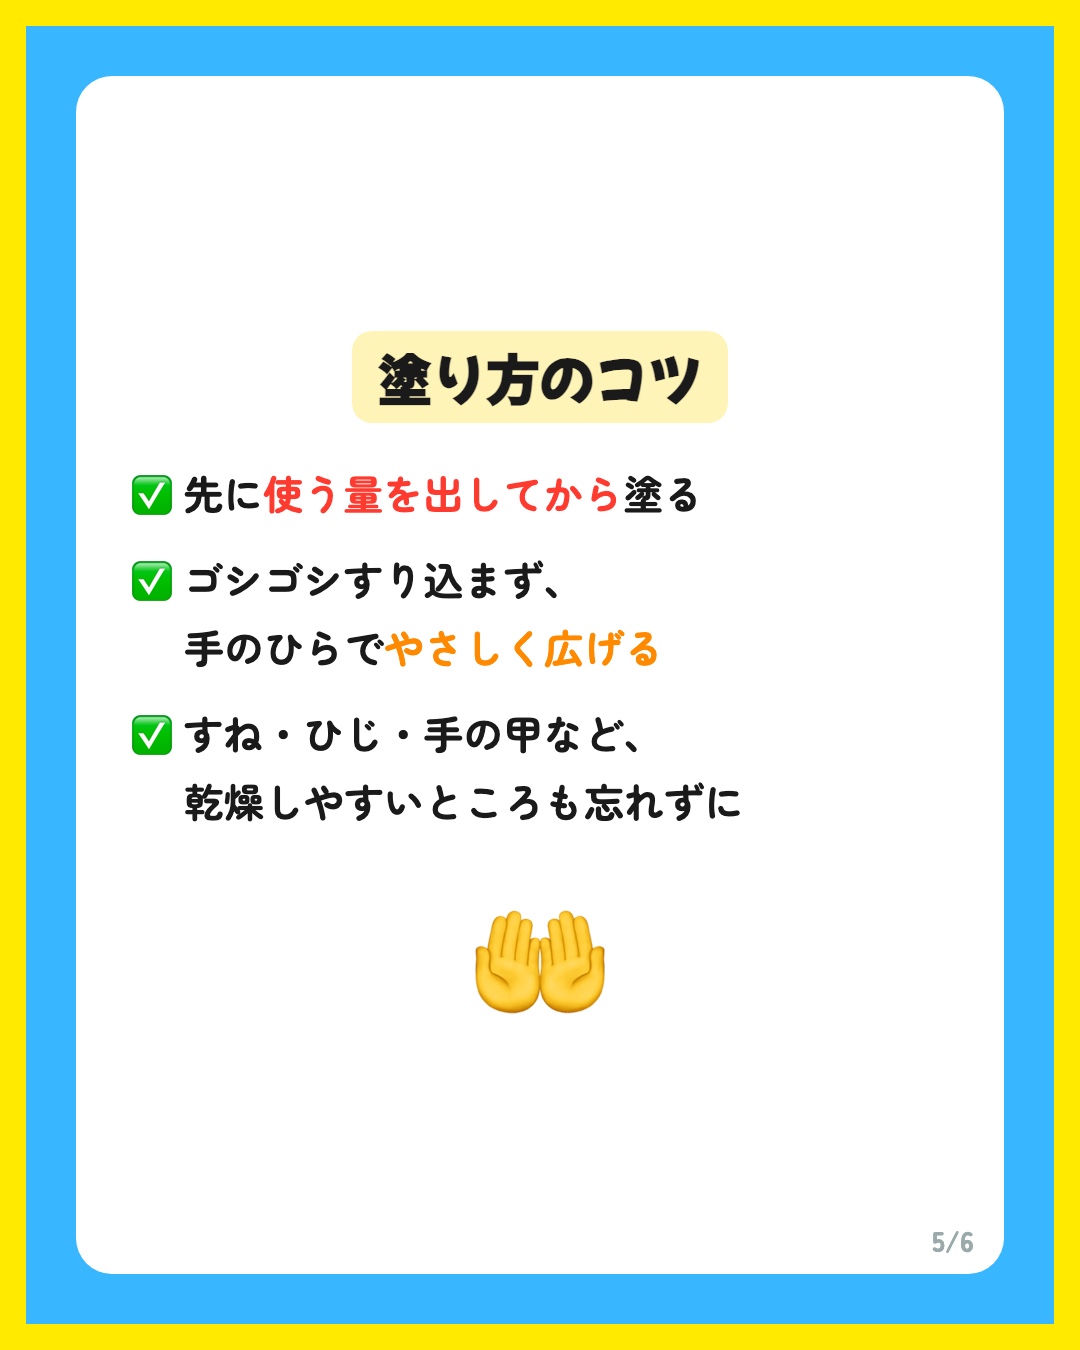 塗り方のコツ
✅ 先に使う量を出してから塗る
✅ ゴシゴシすり込まず、
手のひらでやさしく広げる
✅ すね・ひじ・手の甲など、
乾燥しやすいところも忘れずに
5/6